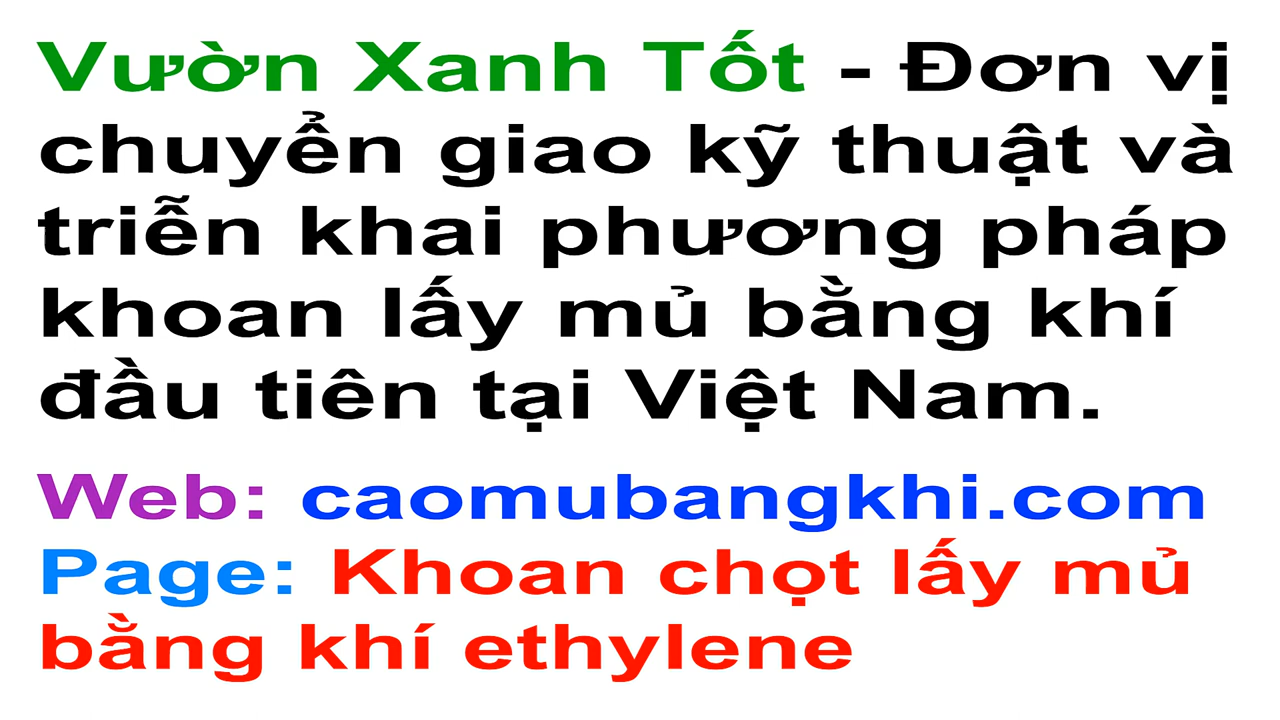 Vườn Xanh Tốt - Đơn vị
chuyển giao kỹ thuật và
triễn khai phương pháp
khoan lấy mủ bằng khí
đầu tiên tại Việt Nam.
Web: caomubangkhi.com
Page: Khoan chọt lấy mủ
bằng khí ethylene